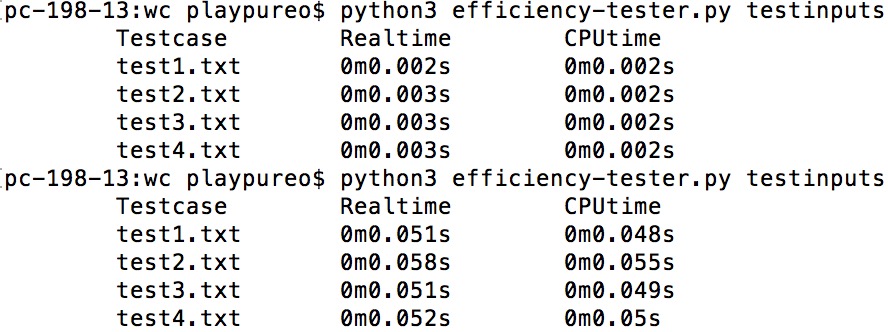 pc-198-13:wc playpureo$ python3 efficiency-tester.py testinputs
Testcase Realtime CPUtime
test1.txt 0m0.002s 0m0.002s
test2.txt 0m0.003s 0m0.002s
test3.txt 0m0.003s 0m0.002s
test4.txt 0m0.003s 0m0.002s
pc-198-13:wc playpureo$ python3 efficiency-tester.py testinputs
Testcase Realtime CPUtime
test1.txt 0m0.051s 0m0.048s
test2.txt 0m0.058s 0m0.055s
test3.txt 0m0.051s 0m0.049s
test4.txt 0m0.052s 0m0.05s